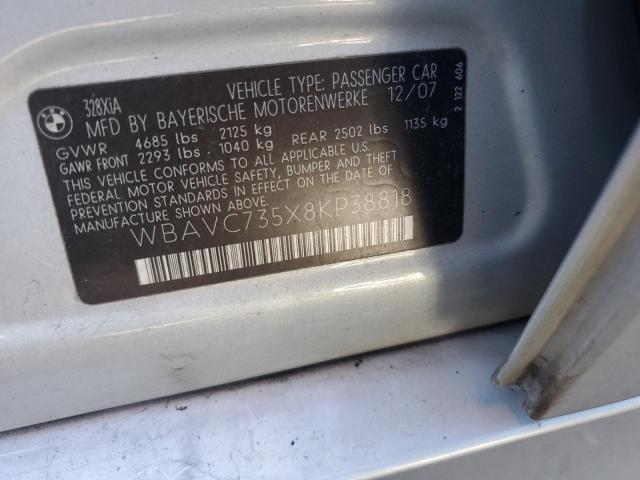 BMW
328XiA
VEHICLE TYPE: PASSENGER CAR
MFD BY BAYERISCHE MOTORENWERKE 12/07
GVWR 4685 lbs 2125 kg
GAWR FRONT 2293 lbs · 1040 kg REAR 2502 lbs 1135 kg
THIS VEHICLE CONFORMS TO ALL APPLICABLE US
FEDERAL MOTOR VEHICLE SAFETY, BUMPER, AND THEFT
PREVENTION STANDARDS IN EFFECT ON THE DATE OF
MANUFACTURE SHOWN ABOVE.
WBAVC735X8KP38818
2 122 606